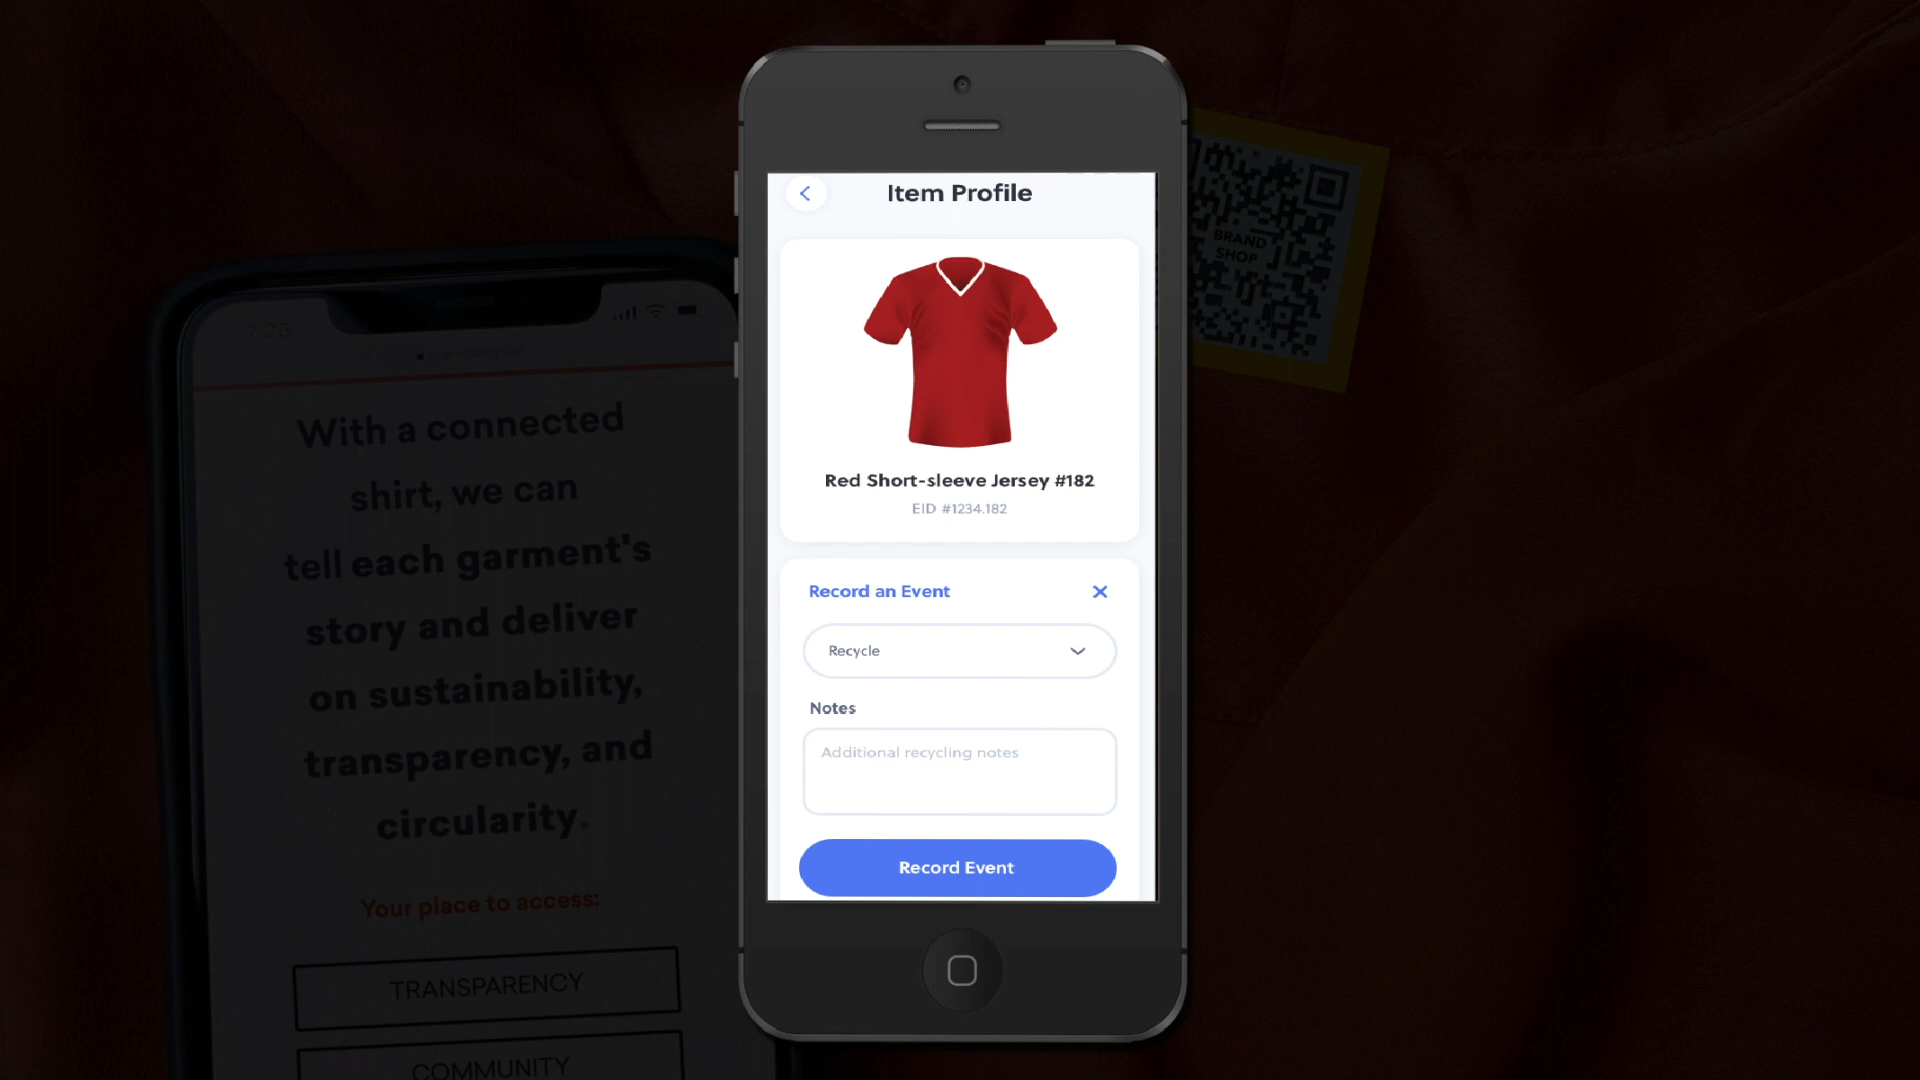 Item Profile
Red Short-sleeve Jersey #182
EID #1234.182
Record an Event
Recycle
Notes
Additional recycling notes
Record Event
7:26
With a connected
shirt, we can
tell each garment's
story and deliver
on sustainability,
transparency, and
circularity.
Your place to access:
TRANSPARENCY
COMMUNITY
BRAND
SHOP